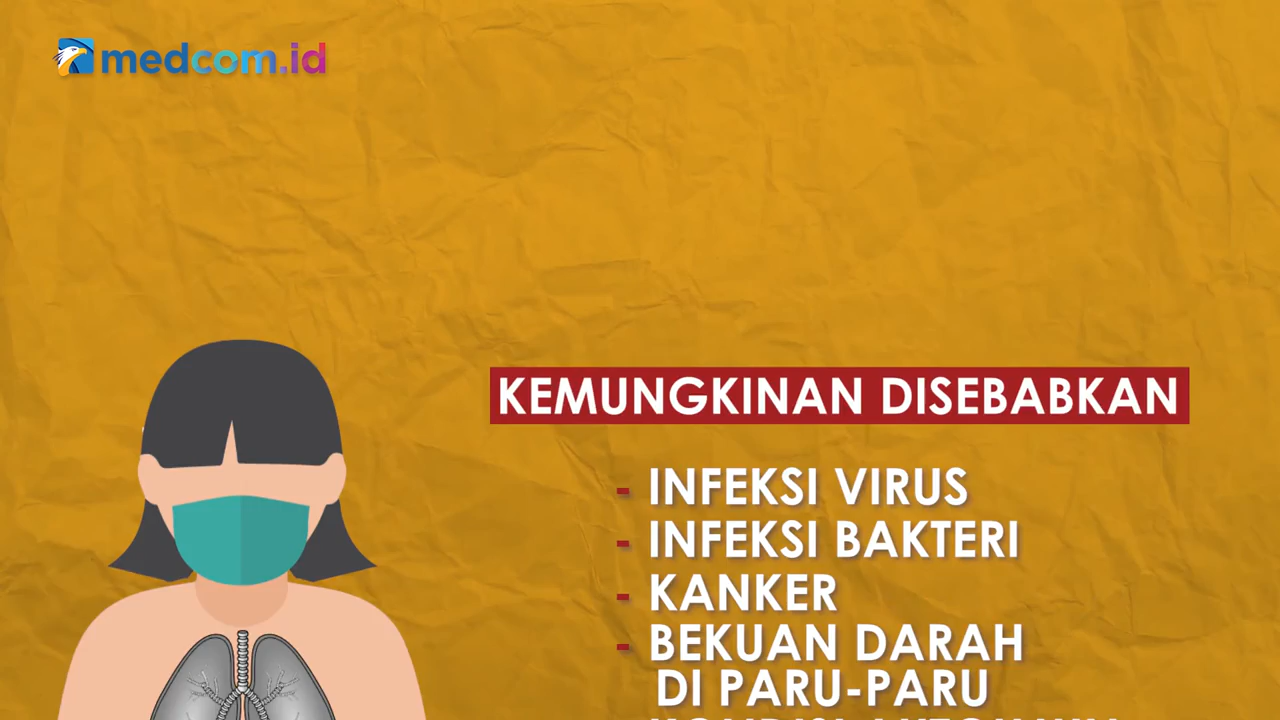 medcom.id
KEMUNGKINAN DISEBABKAN
- INFEKSI VIRUS
- INFEKSI BAKTERI
- KANKER
- BEKUAN DARAH
DI PARU-PARU